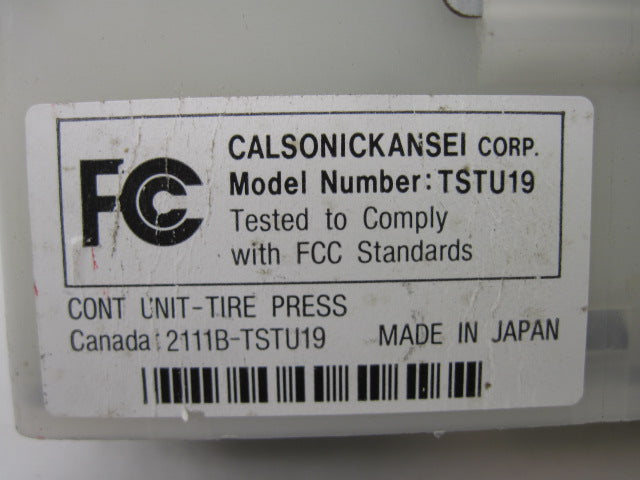 FC
CALSONICKANSEI CORP.
Model Number: TSTU19
Tested to Comply
with FCC Standards
CONT UNIT-TIRE PRESS
Canada: 2111B-TSTU19 MADE IN JAPAN